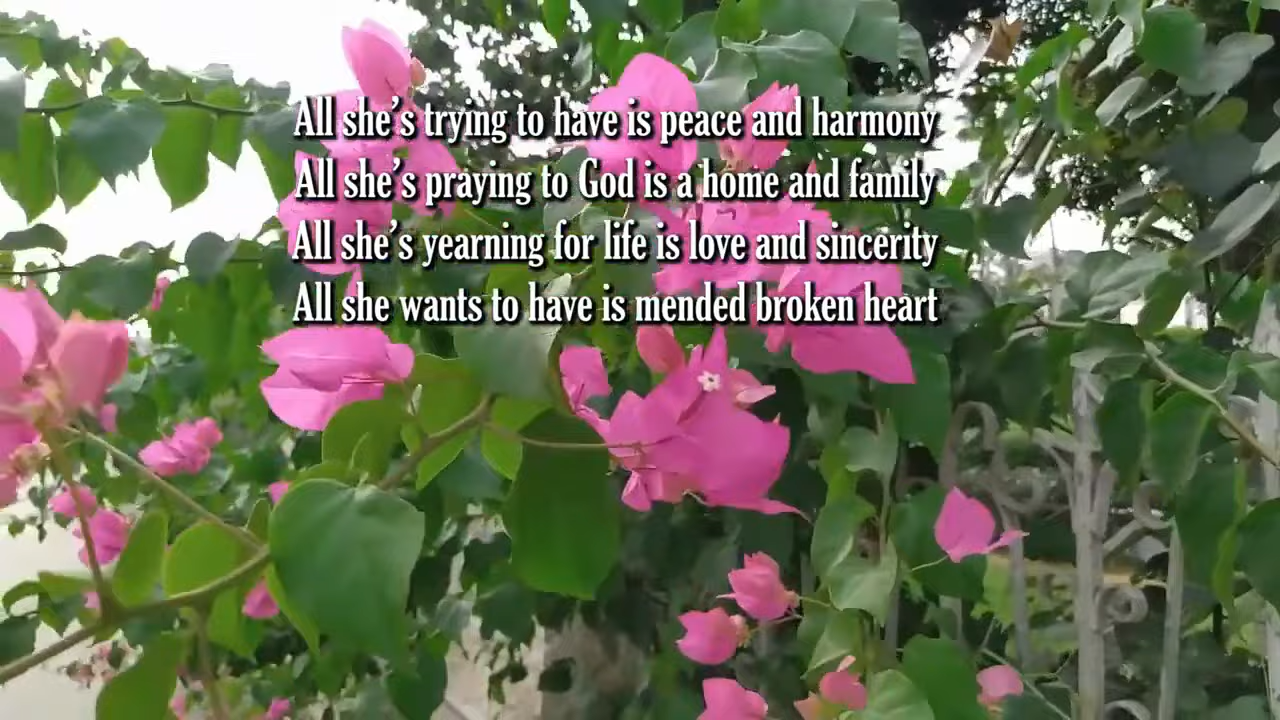 All she's trying to have is peace and harmony
All she's praying to God is a home and family
All she's yearning for life is love and sincerity
All she wants to have is mended broken heart